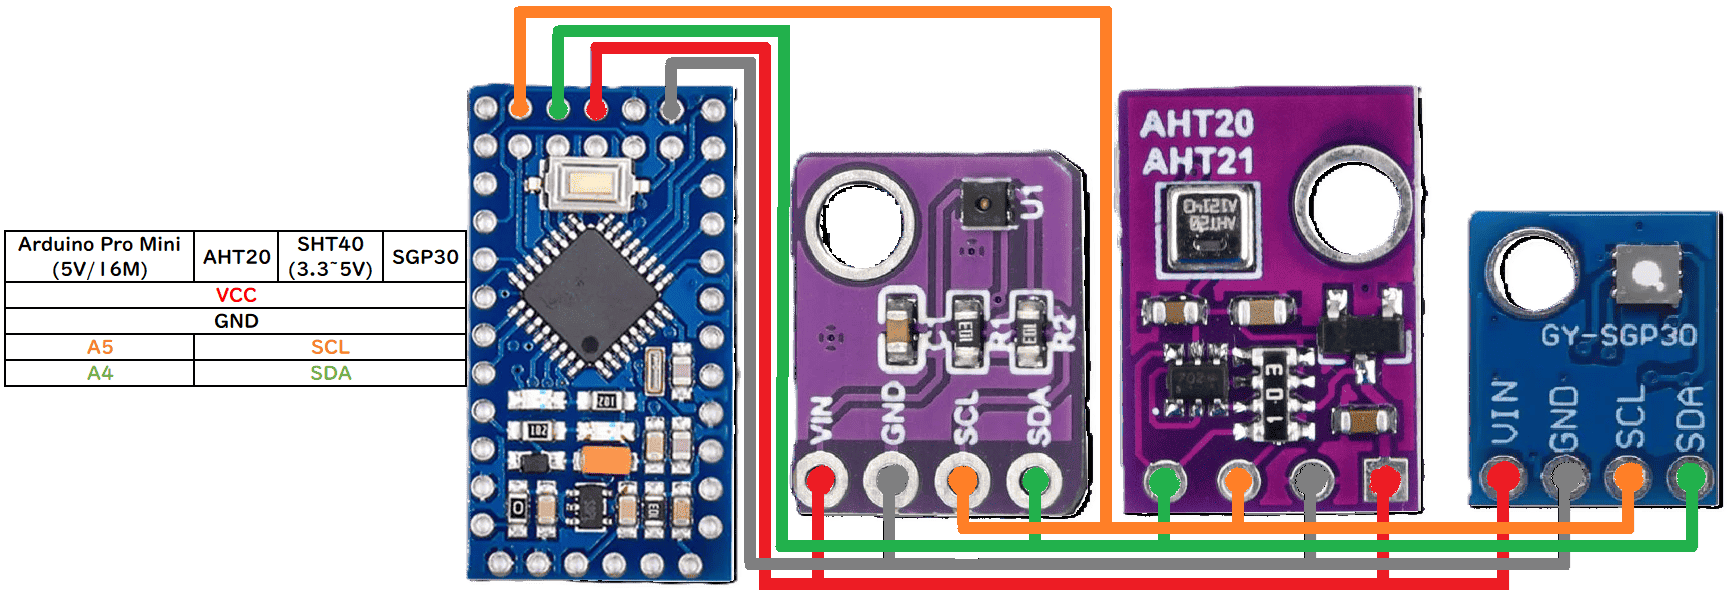 Arduino Pro Mini
(5V/16M)
AHT20
SHT40
(3.3~5V)
SGP30
VCC
GND
A5
SCL
A4
SDA
U1
C1
R1
R2
VIN
GND
SCL
SDA
AHT20
AHT21
GY-SGP30
VIN
GND
SCL
SDA